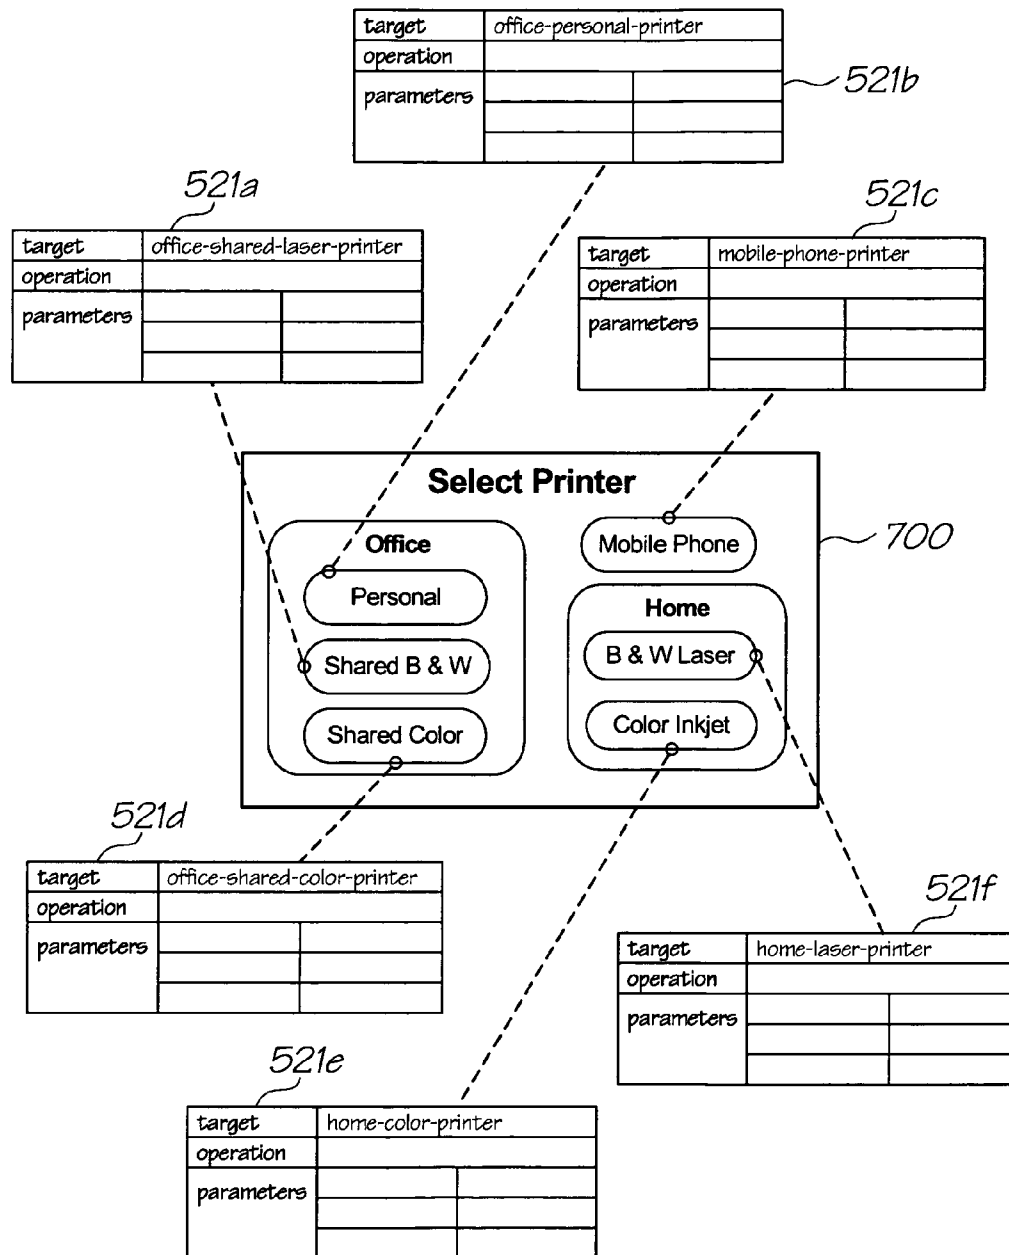 target office-personal-printer
operation
parameters
521b
521a
target office-shared-laser-printer
operation
parameters
521c
target mobile-phone-printer
operation
parameters
Select Printer
700
Office
Personal
Shared B & W
Shared Color
Mobile Phone
Home
B & W Laser
Color Inkjet
521d
target office-shared-color-printer
operation
parameters
521f
target home-laser-printer
operation
parameters
521e
target home-color-printer
operation
parameters